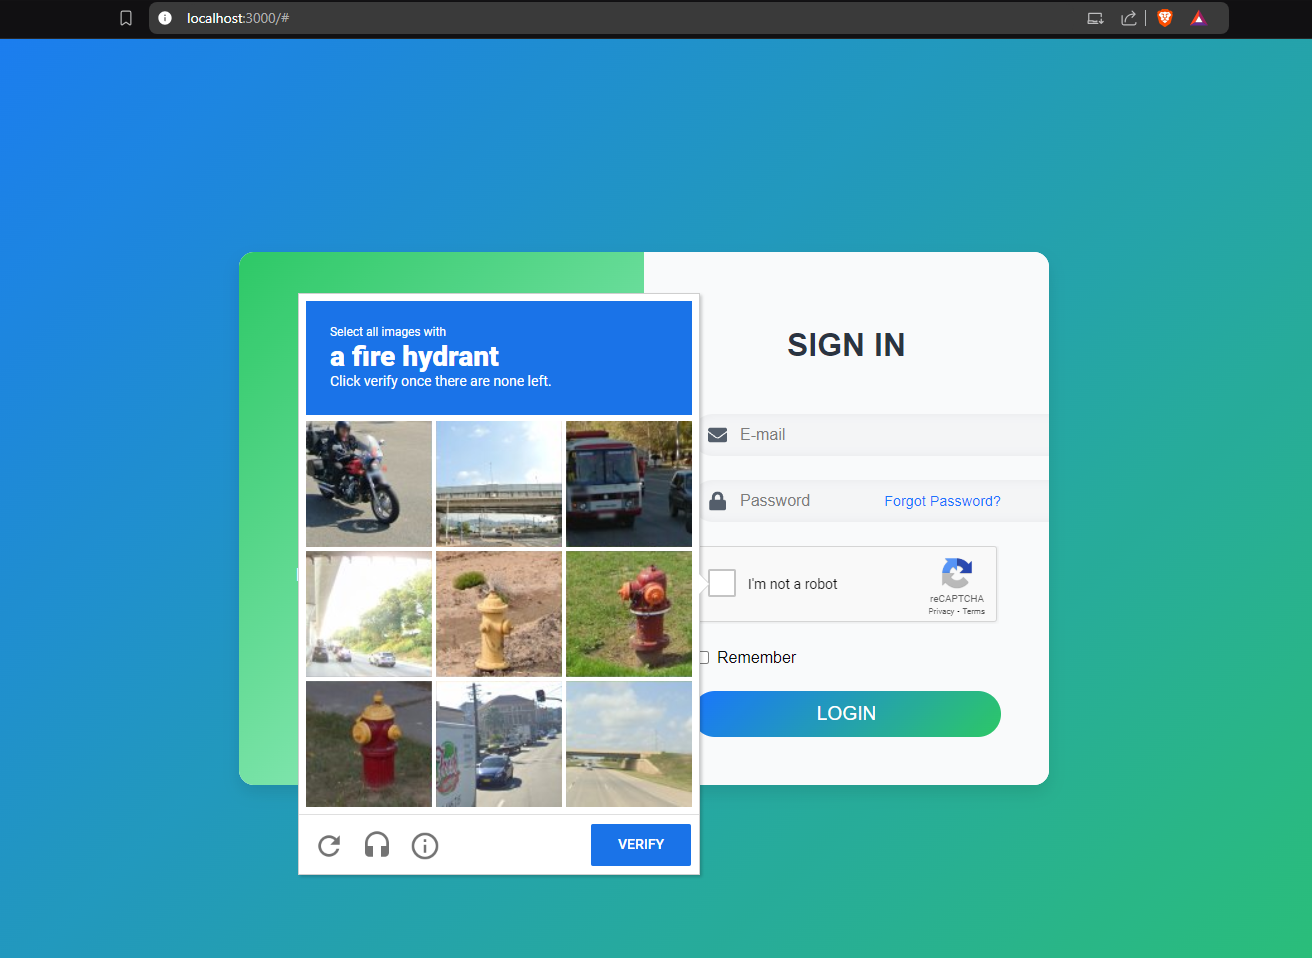 localhost:3000/#
Select all images with
a fire hydrant
Click verify once there are none left.
VERIFY
SIGN IN
E-mail
Password
Forgot Password?
I'm not a robot
reCAPTCHA
Privacy - Terms
Remember
LOGIN